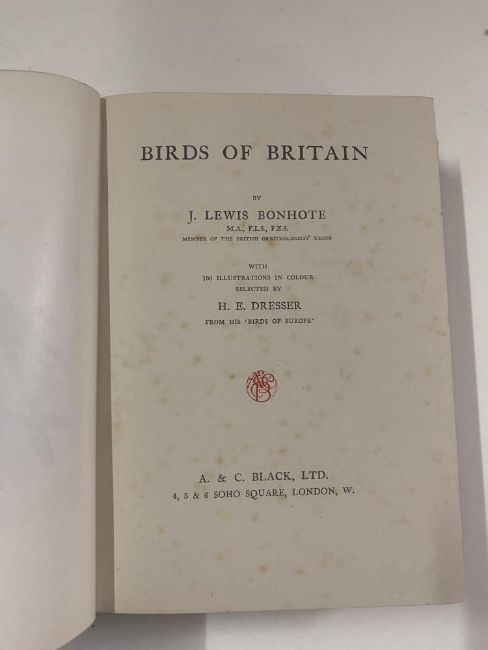 BIRDS OF BRITAIN
BY
J. LEWIS BONHOTE
M.A., F.L.S., F.Z.S.
MEMBER OF THE BRITISH ORNITHOLOGISTS' UNION
WITH
100 ILLUSTRATIONS IN COLOUR
SELECTED BY
H. E. DRESSER
FROM HIS 'BIRDS OF EUROPE'
A. & C. BLACK, LTD.
4, 5 & 6 SOHO SQUARE, LONDON, W.